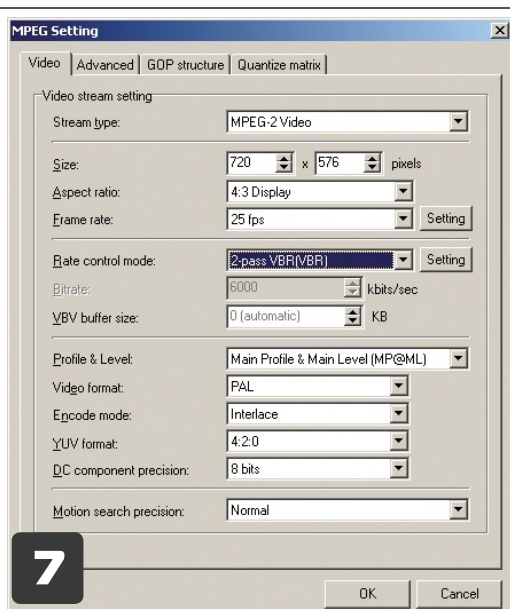 MPEG Setting
Video Advanced GOP structure Quantize matrix
Video stream setting
Stream type: MPEG-2 Video
Size: 720 x 576 pixels
Aspect ratio: 4:3 Display
Frame rate: 25 fps Setting
Rate control mode: 2-pass VBR(VBR) Setting
Bitrate: 6000 kbits/sec
VBV buffer size: 0 (automatic) KB
Profile & Level: Main Profile & Main Level (MP@ML)
Video format: PAL
Encode mode: Interlace
YUV format: 4:2:0
DC component precision: 8 bits
Motion search precision: Normal
7
OK Cancel